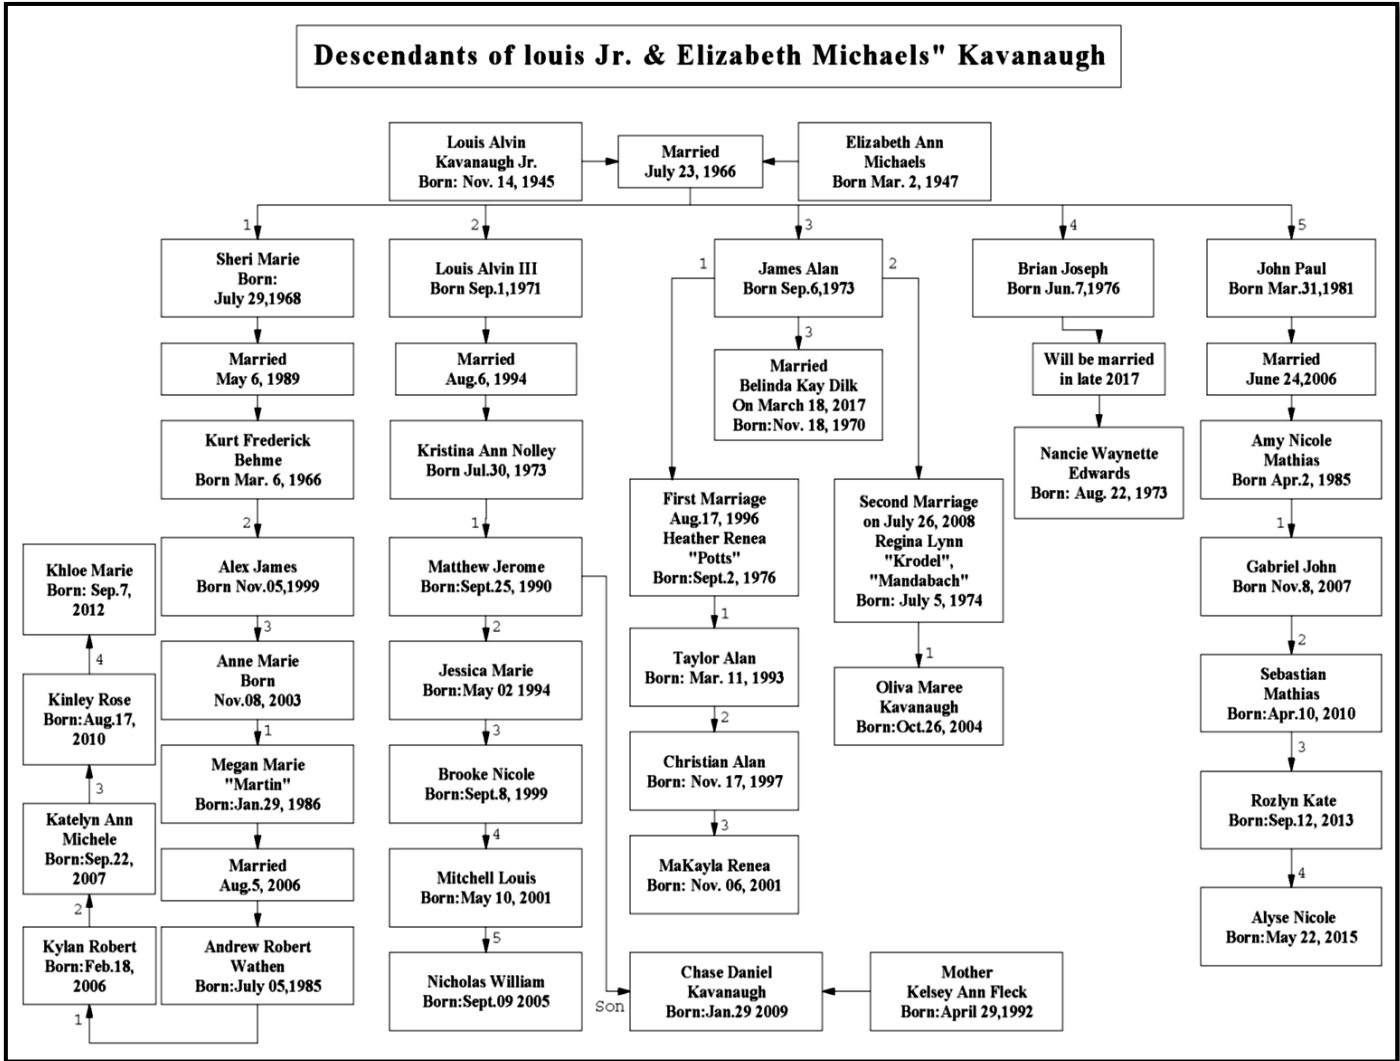 Descendants of louis Jr. & Elizabeth Michaels" Kavanaugh
Louis Alvin
Kavanaugh Jr.
Born: Nov. 14, 1945
Married
July 23, 1966
Elizabeth Ann
Michaels
Born Mar. 2, 1947
1
2
3
4
5
Sheri Marie
Born:
July 29,1968
Married
May 6, 1989
Kurt Frederick
Behme
Born Mar. 6, 1966
2
Alex James
Born Nov.05,1999
3
Anne Marie
Born
Nov.08, 2003
1
Megan Marie
"Martin"
Born:Jan.29, 1986
Married
Aug.5, 2006
Andrew Robert
Wathen
Born:July 05,1985
1
Kylan Robert
Born:Feb.18,
2006
2
Katelyn Ann
Michele
Born:Sep.22,
2007
3
Kinley Rose
Born:Aug.17,
2010
4
Khloe Marie
Born: Sep.7,
2012
Louis Alvin III
Born Sep.1,1971
Married
Aug.6, 1994
Kristina Ann Nolley
Born Jul.30, 1973
1
Matthew Jerome
Born:Sept.25, 1990
2
Jessica Marie
Born:May 02 1994
3
Brooke Nicole
Born:Sept.8, 1999
4
Mitchell Louis
Born:May 10, 2001
5
Nicholas William
Born:Sept.09 2005
Son
Chase Daniel
Kavanaugh
Born:Jan.29 2009
Mother
Kelsey Ann Fleck
Born:April 29,1992
James Alan
Born Sep.6,1973
1
2
3
Married
Belinda Kay Dilk
On March 18, 2017
Born:Nov. 18, 1970
First Marriage
Aug.17, 1996
Heather Renea
"Potts"
Born:Sept.2, 1976
1
Taylor Alan
Born: Mar. 11, 1993
2
Christian Alan
Born: Nov. 17, 1997
3
MaKayla Renea
Born: Nov. 06, 2001
Second Marriage
on July 26, 2008
Regina Lynn
"Krodel",
"Mandabach"
Born: July 5, 1974
1
Oliva Maree
Kavanaugh
Born:Oct.26, 2004
Brian Joseph
Born Jun.7,1976
Will be married
in late 2017
Nancie Waynette
Edwards
Born: Aug. 22, 1973
John Paul
Born Mar.31,1981
Married
June 24,2006
Amy Nicole
Mathias
Born Apr.2, 1985
1
Gabriel John
Born Nov.8, 2007
2
Sebastian
Mathias
Born:Apr.10, 2010
3
Rozlyn Kate
Born:Sep.12, 2013
4
Alyse Nicole
Born:May 22, 2015